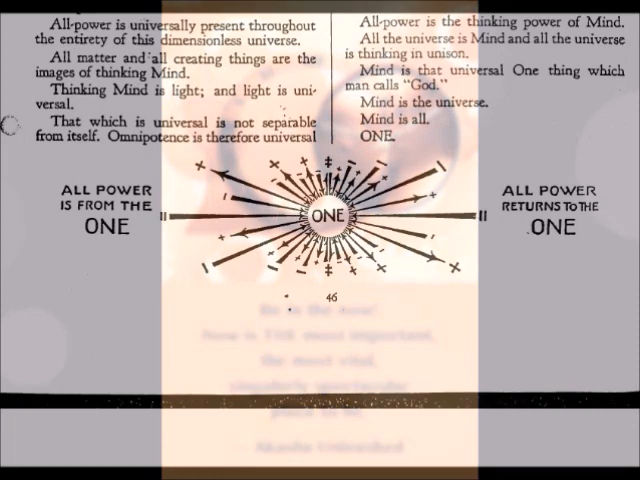 All-power is universally present throughout
the entirety of this dimensionless universe.
All matter and all creating things are the
images of thinking Mind.
Thinking Mind is light; and light is uni-
versal.
That which is universal is not separable
from itself. Omnipotence is therefore universal
All-power is the thinking power of Mind.
All the universe is Mind and all the universe
is thinking in unison.
Mind is that universal One thing which
man calls "God."
Mind is the universe.
Mind is all.
ONE.
ALL POWER
IS FROM THE
ONE
ONE
ALL POWER
RETURNS TO THE
ONE
46
Be in the now!
Now is THE most important,
the most vital,
singularly spectacular
place to be.